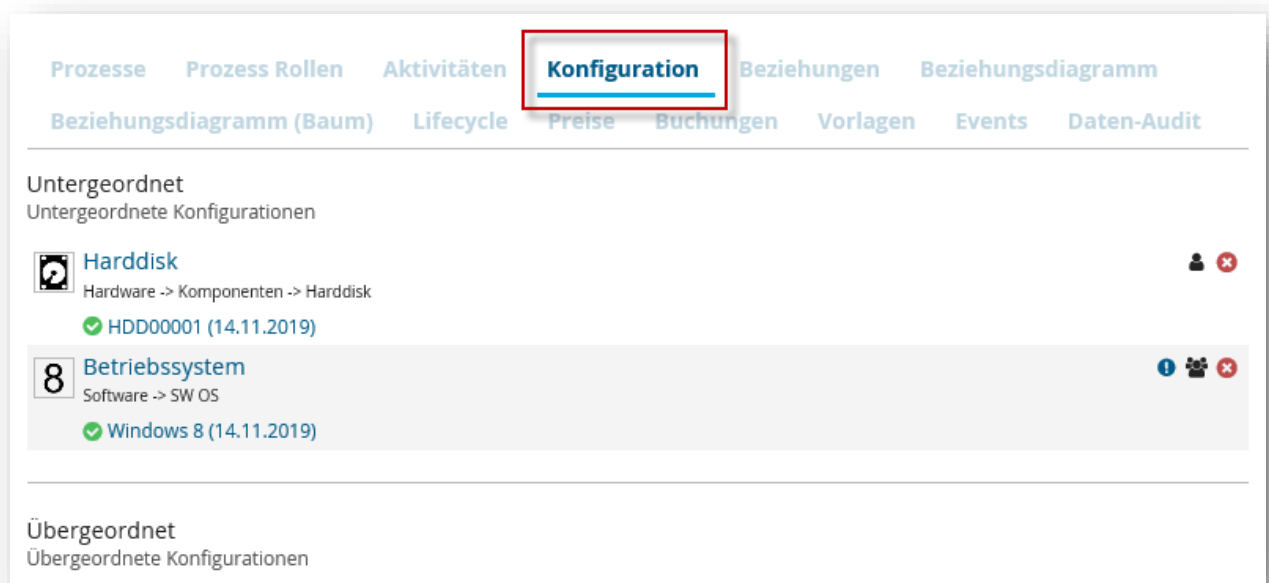 Prozesse Prozess Rollen Aktivitäten Konfiguration Beziehungen Beziehungsdiagramm
Beziehungsdiagramm (Baum) Lifecycle Preise Buchungen Vorlagen Events Daten-Audit
Untergeordnet
Untergeordnete Konfigurationen
Harddisk
Hardware -> Komponenten -> Harddisk
HDD00001 (14.11.2019)
8 Betriebssystem
Software -> SW OS
Windows 8 (14.11.2019)
Übergeordnet
Übergeordnete Konfigurationen